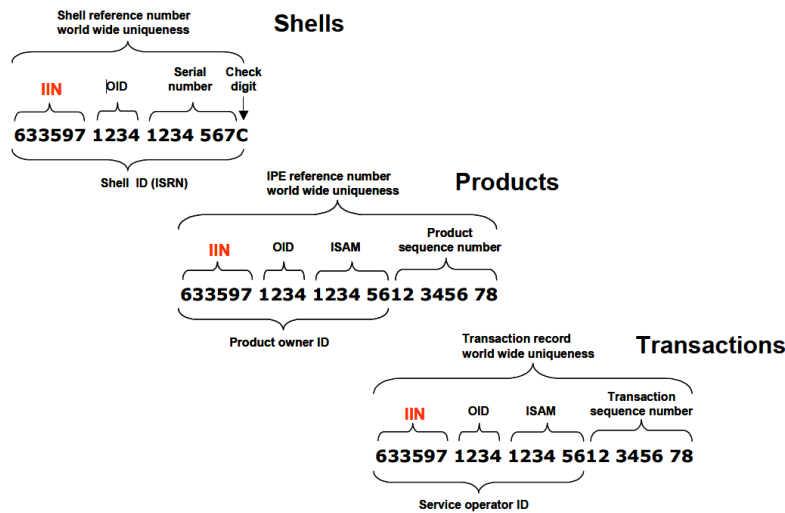 Shell reference number
world wide uniqueness
Shells
IIN
OID
Serial
number
Check
digit
633597 1234 1234 567C
Shell ID (ISRN)
IPE reference number
world wide uniqueness
Products
IIN
OID
ISAM
Product
sequence number
633597 1234 1234 5612 3456 78
Product owner ID
Transaction record
world wide uniqueness
Transactions
IIN
OID
ISAM
Transaction
sequence number
633597 1234 1234 5612 3456 78
Service operator ID